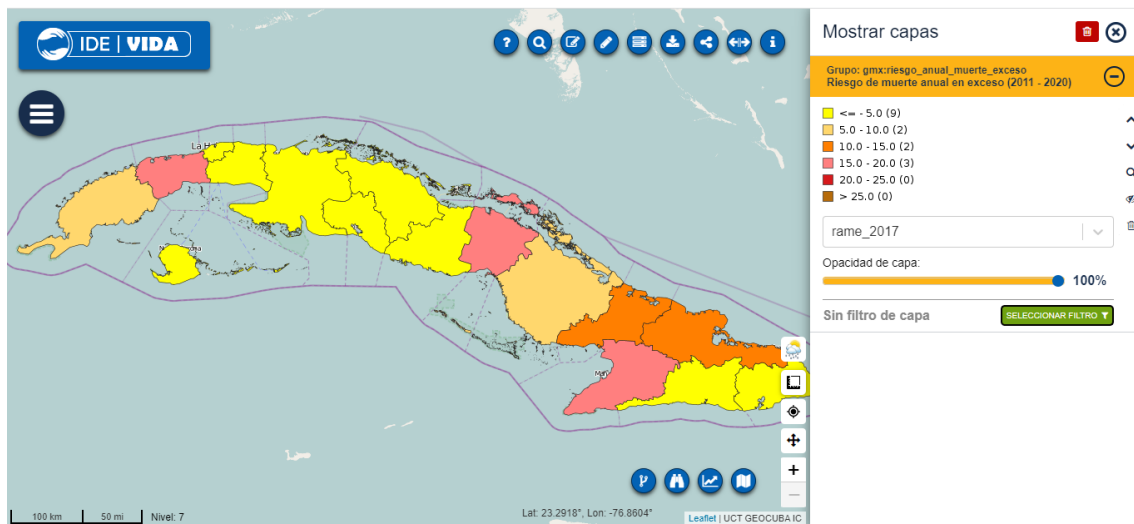 IDE | VIDA
La H
May
100 km
50 mi
Nivel: 7
Lat: 23.2918°, Lon: -76.8604°
Leaflet | UCT GEOCUBA IC
Mostrar capas
Grupo: gmx:riesgo_anual_muerte_exceso
Riesgo de muerte anual en exceso (2011 - 2020)
<= - 5.0 (9)
5.0 - 10.0 (2)
10.0 - 15.0 (2)
15.0 - 20.0 (3)
20.0 - 25.0 (0)
> 25.0 (0)
rame_2017
Opacidad de capa:
100%
Sin filtro de capa
SELECCIONAR FILTRO